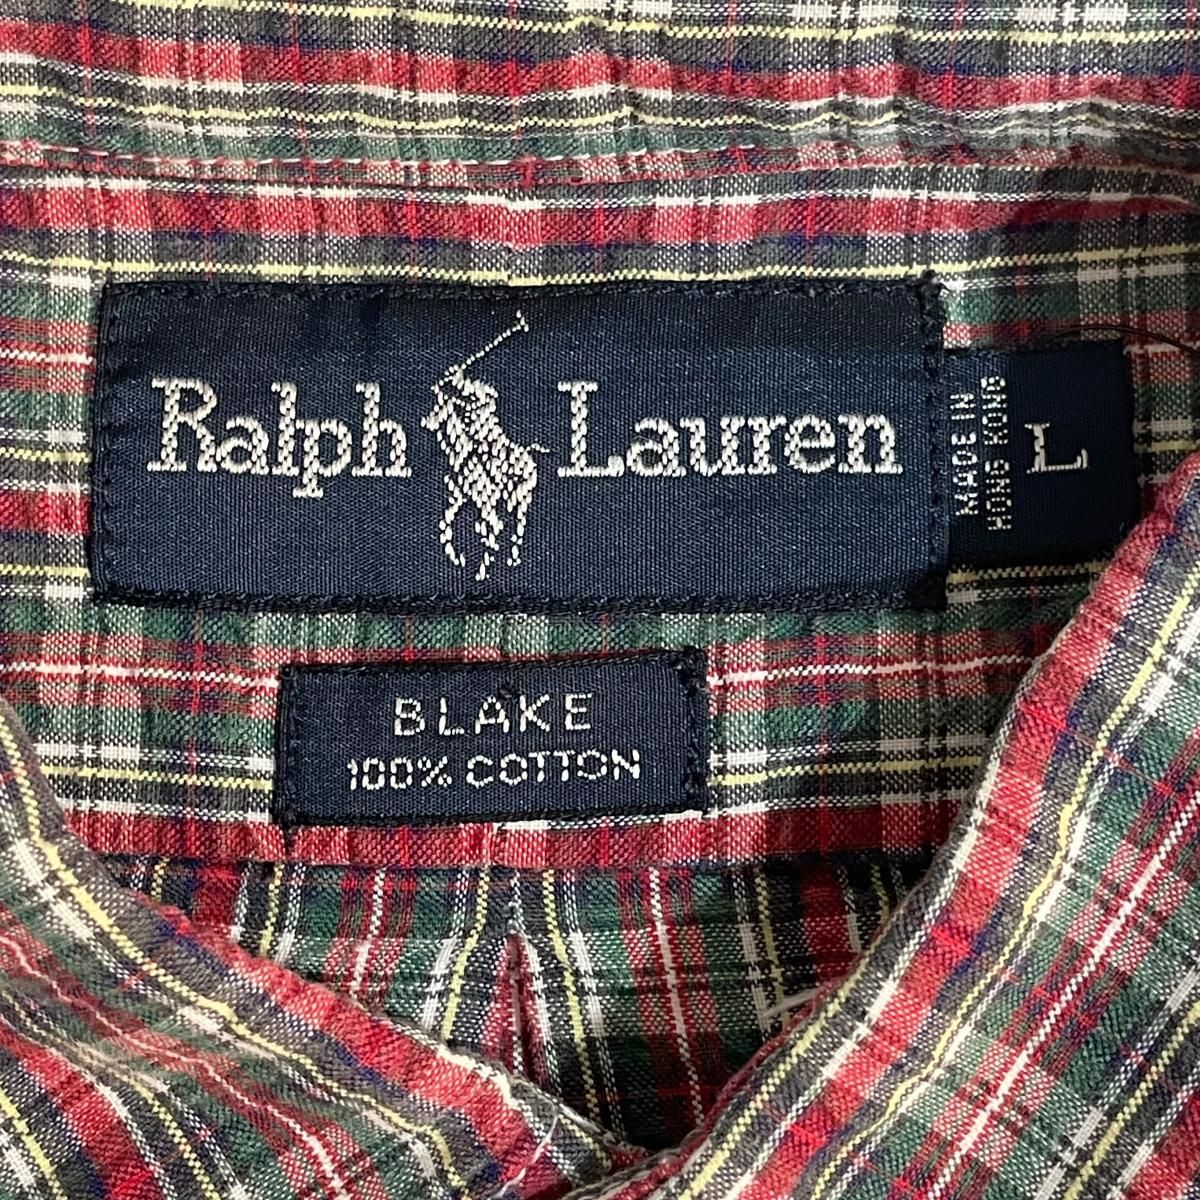 Ralph Lauren
MADE IN
HONG KONG
L
BLAKE
100% COTTON